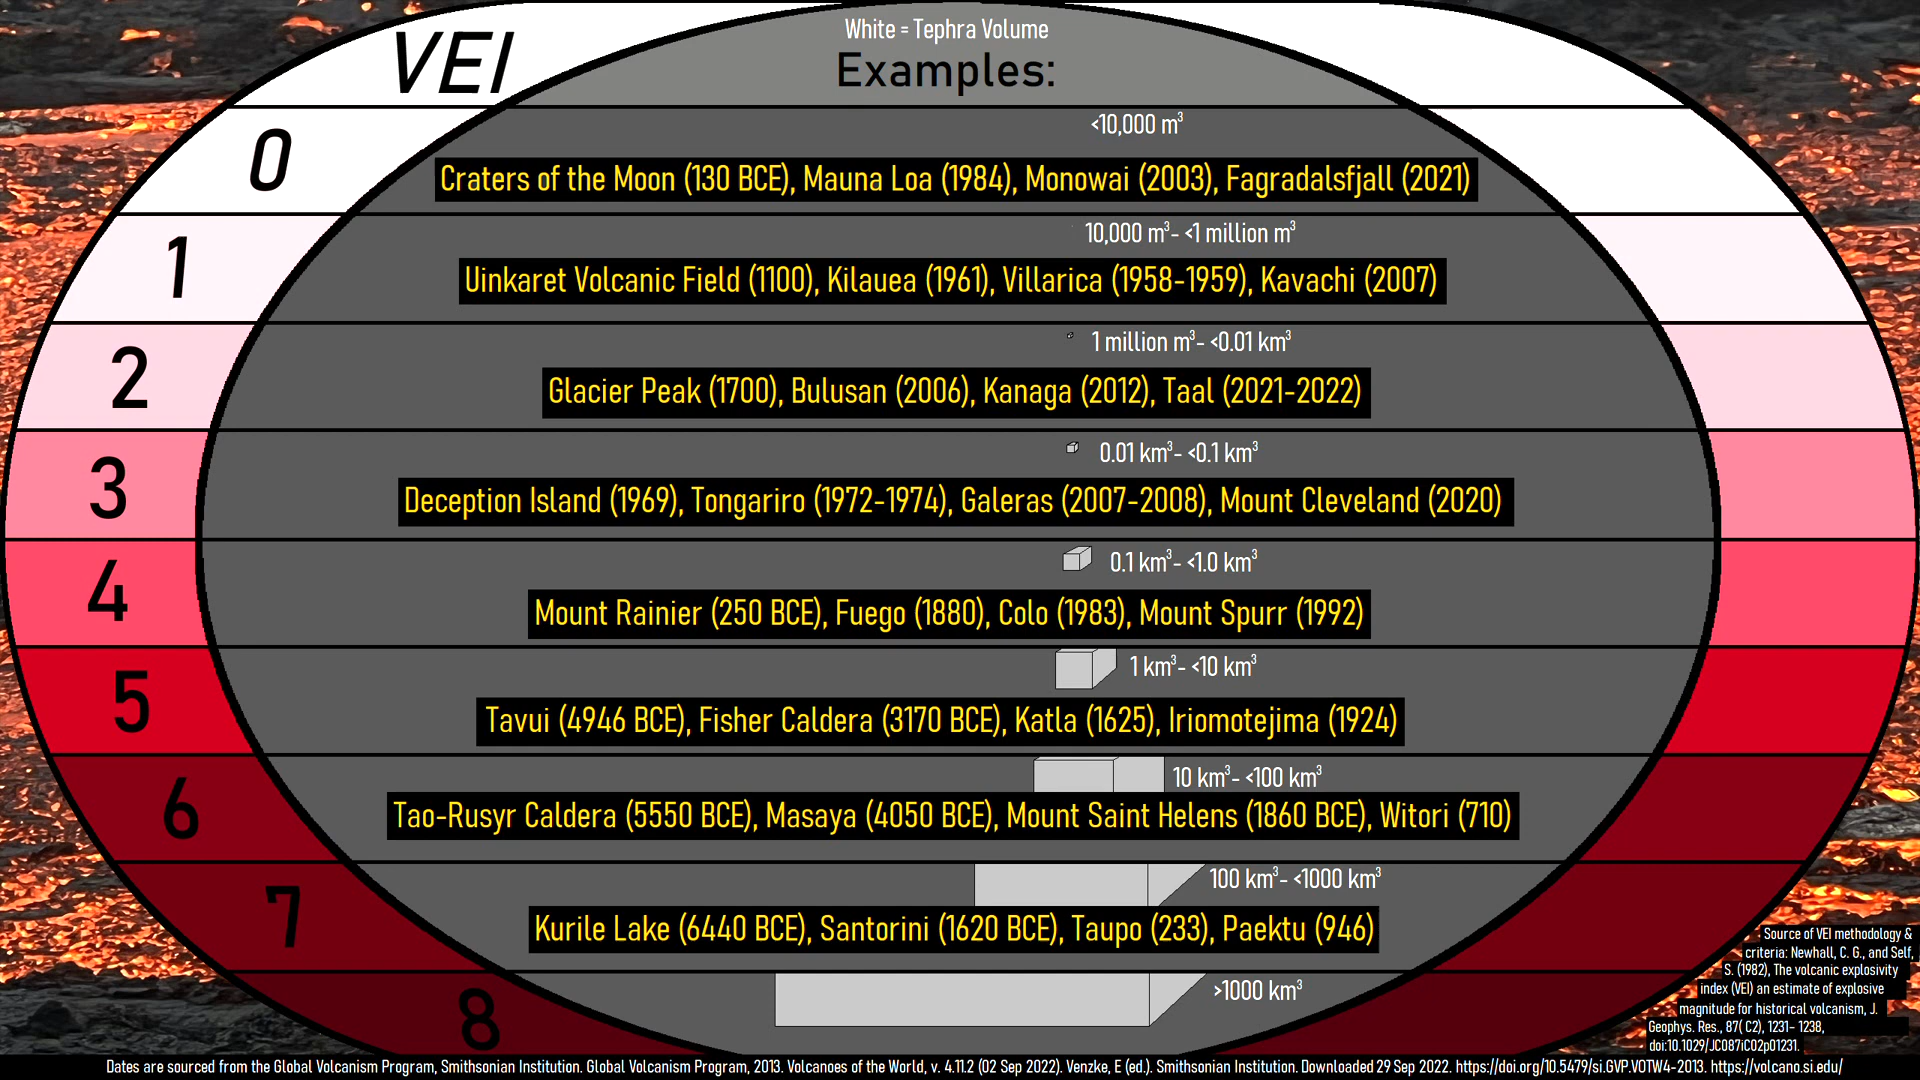 White = Tephra Volume
VEI
Examples:
<10,000 m³
0
Craters of the Moon (130 BCE), Mauna Loa (1984), Monowai (2003), Fagradalsfjall (2021)
10,000 m³- <1 million m³
1
Uinkaret Volcanic Field (1100), Kilauea (1961), Villarica (1958-1959), Kavachi (2007)
1 million m³- <0.01 km³
2
Glacier Peak (1700), Bulusan (2006), Kanaga (2012), Taal (2021-2022)
0.01 km³- <0.1 km³
3
Deception Island (1969), Tongariro (1972-1974), Galeras (2007-2008), Mount Cleveland (2020)
0.1 km³- <1.0 km³
4
Mount Rainier (250 BCE), Fuego (1880), Colo (1983), Mount Spurr (1992)
1 km³- <10 km³
5
Tavui (4946 BCE), Fisher Caldera (3170 BCE), Katla (1625), Iriomotejima (1924)
10 km³- <100 km³
6
Tao-Rusyr Caldera (5550 BCE), Masaya (4050 BCE), Mount Saint Helens (1860 BCE), Witori (710)
100 km³- <1000 km³
7
Kurile Lake (6440 BCE), Santorini (1620 BCE), Taupo (233), Paektu (946)
>1000 km³
8
Source of VEI methodology &
criteria: Newhall, C. G., and Self,
S. (1982), The volcanic explosivity
index (VEI) an estimate of explosive
magnitude for historical volcanism, J.
Geophys. Res., 87( C2), 1231– 1238,
doi:10.1029/JC087iC02p01231.
Dates are sourced from the Global Volcanism Program, Smithsonian Institution. Global Volcanism Program, 2013. Volcanoes of the World, v. 4.11.2 (02 Sep 2022). Venzke, E (ed.). Smithsonian Institution. Downloaded 29 Sep 2022. https://doi.org/10.5479/si.GVP.VOTW4-2013. https://volcano.si.edu/